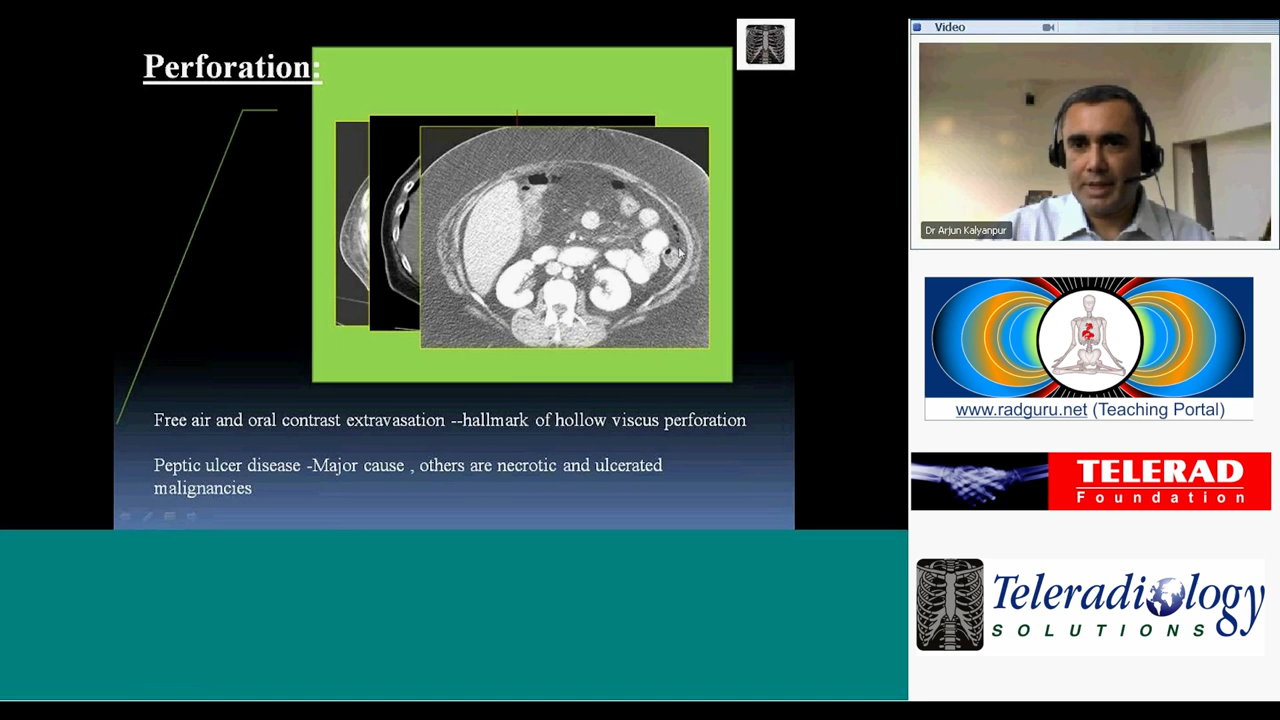 Perforation:
Free air and oral contrast extravasation --hallmark of hollow viscus perforation
Peptic ulcer disease -Major cause , others are necrotic and ulcerated
malignancies
Video
Dr Arjun Kalyanpur
www.radguru.net (Teaching Portal)
TELERAD
Foundation
Teleradiology
SOLUTIONS